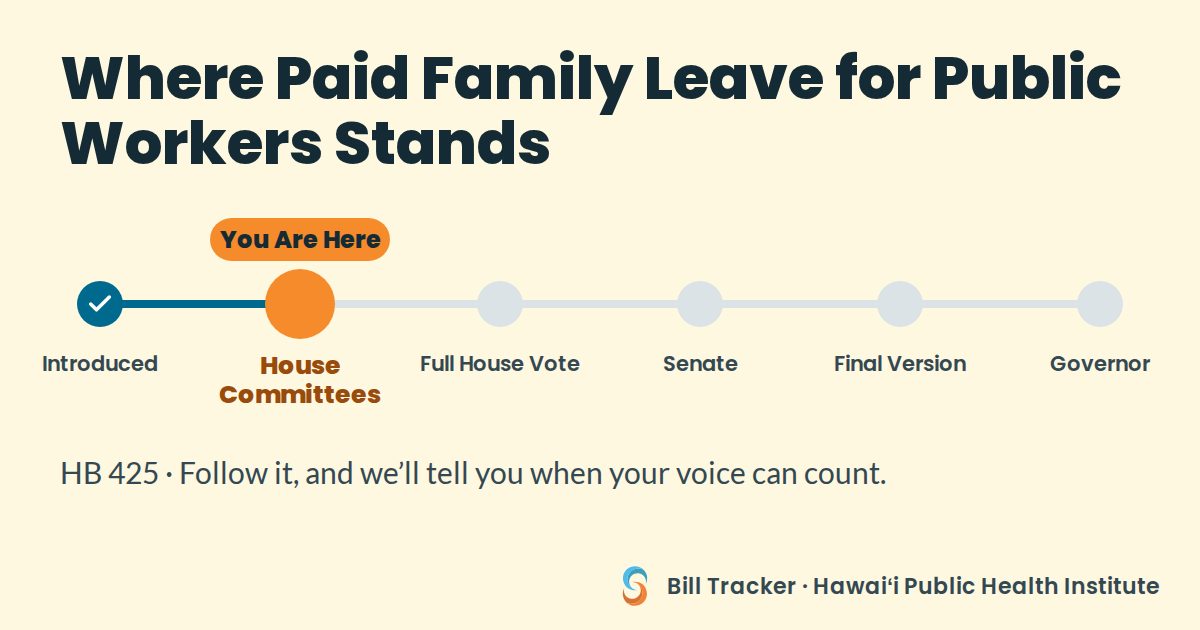 Where Paid Family Leave for Public
Workers Stands
You Are Here
Introduced
House
Committees
Full House Vote
Senate
Final Version
Governor
HB 425 · Follow it, and we’ll tell you when your voice can count.
Bill Tracker · Hawaiʻi Public Health Institute